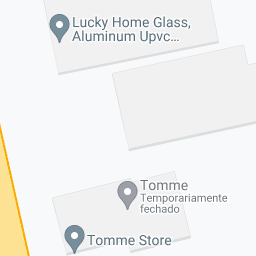 Lucky Home Glass,
Aluminum Upvc...
Tomme
Temporariamente
fechado
Tomme Store